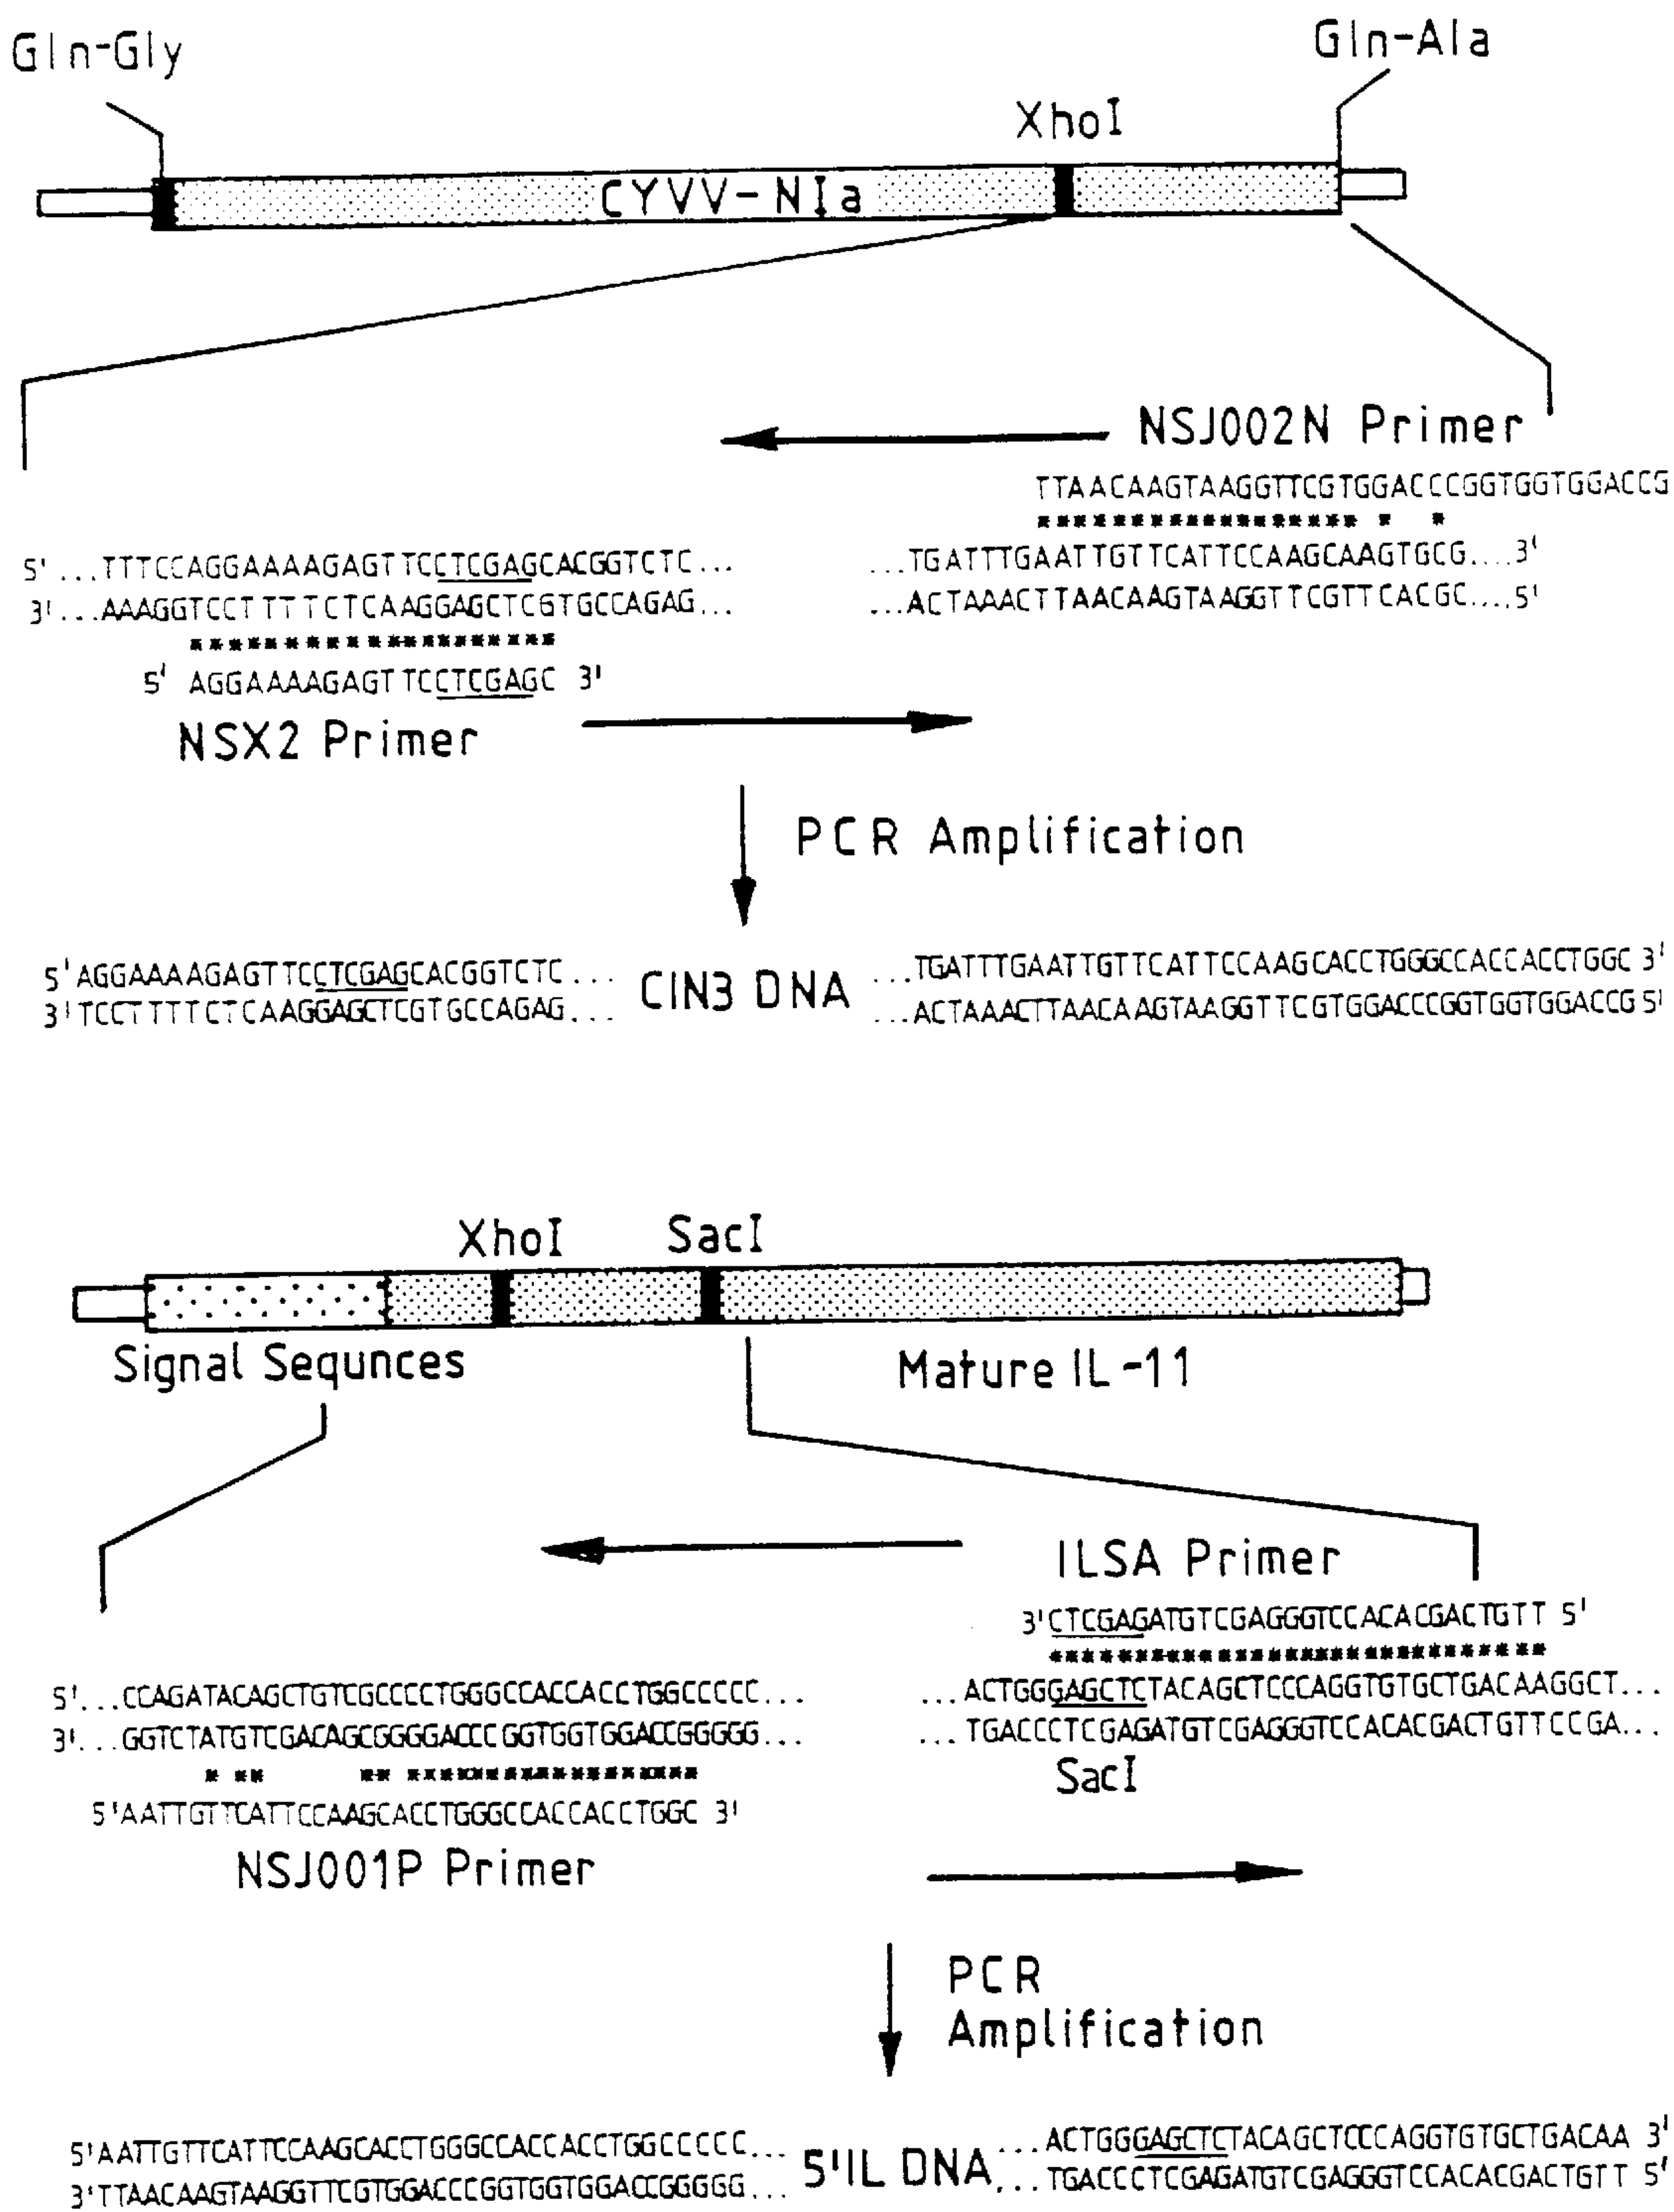 Gln-Gly
Gln-Ala
XhoI
CYVV-NIa
NSJ002N Primer
TTAACAAGTAAGGTTCGTGGACCCGGTGGTGGACCG
******************* * *
5' ...TTTCCAGGAAAAGAGTTCCTCGAGCACGGTCTC... ...TGATTTGAATTGTTCATTCCAAGCAAGTGCG....3'
3'...AAAGGTCCTTTTCTCAAGGAGCTCGTGCCAGAG... ...ACTAAACTTAACAAGTAAGGTTCGTTCACGC....5'
********************
5' AGGAAAAGAGTTCCTCGAGC 3'
NSX2 Primer
PCR Amplification
5'AGGAAAAGAGTTCCTCGAGCACGGTCTC... CIN3 DNA ...TGATTTGAATTGTTCATTCCAAGCACCTGGGCCACCACCTGGC 3'
3'TCCTTTTCTCAAGGAGCTCGTGCCAGAG... ...ACTAAACTTAACAAGTAAGGTTCGTGGACCCGGTGGTGGACCG 5'
XhoI SacI
Signal Sequnces
Mature IL-11
ILSA Primer
3'CTCGAGATGTCGAGGGTCCACACGACTGTT 5'
******************************
5'...CCAGATACAGCTGTCGCCCCTGGGCCACCACCTGGCCCCC... ...ACTGGGAGCTCTACAGCTCCCAGGTGTGCTGACAAGGCT...
3'...GGTCTATGTCGACAGCGGGGACCCGGTGGTGGACCGGGGG... ...TGACCCTCGAGATGTCGAGGGTCCACACGACTGTTCCGA...
SacI
* ** ** ******************
5'AATTGTTCATTCCAAGCACCTGGGCCACCACCTGGC 3'
NSJ001P Primer
PCR
Amplification
5'AATTGTTCATTCCAAGCACCTGGGCCACCACCTGGCCCCC... 5'IL DNA ...ACTGGGAGCTCTACAGCTCCCAGGTGTGCTGACAA 3'
3'TTAACAAGTAAGGTTCGTGGACCCGGTGGTGGACCGGGGG... ...TGACCCTCGAGATGTCGAGGGTCCACACGACTGTT 5'